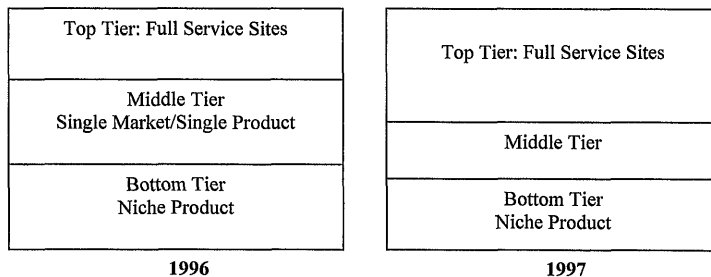 Top Tier: Full Service Sites
Middle Tier
Single Market/Single Product
Bottom Tier
Niche Product
1996
Top Tier: Full Service Sites
Middle Tier
Bottom Tier
Niche Product
1997